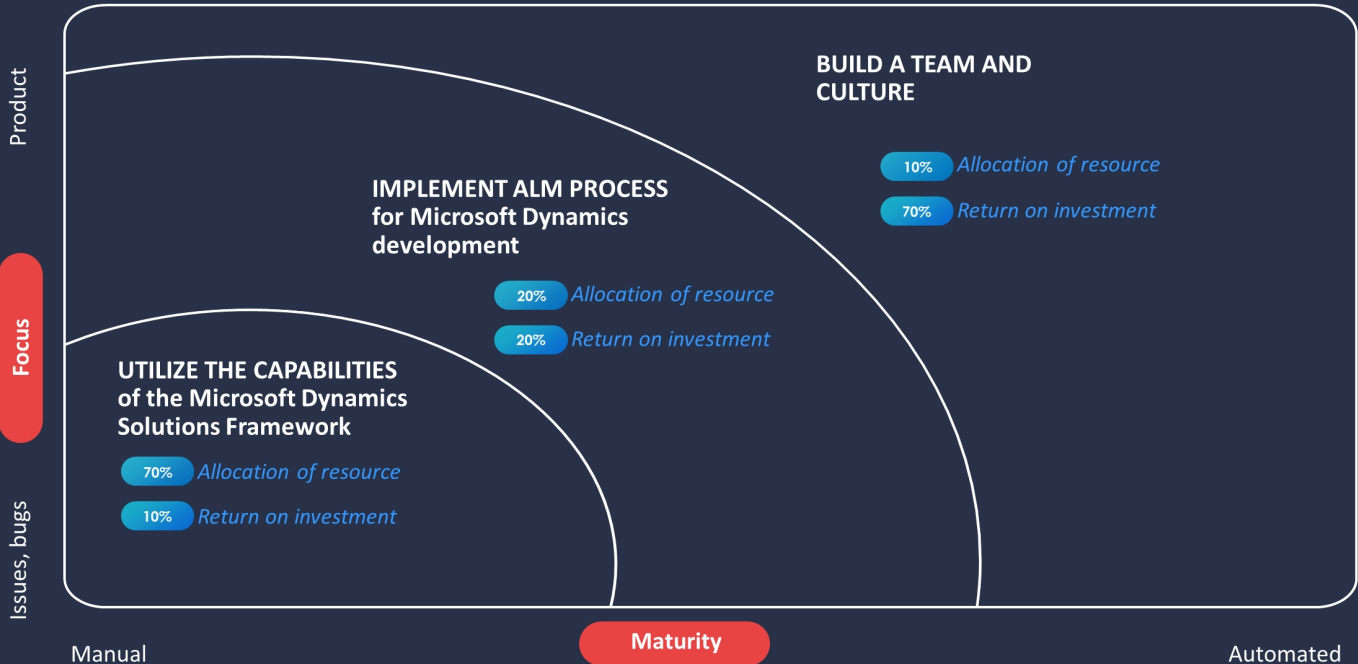 Product
Focus
Issues, bugs
BUILD A TEAM AND
CULTURE
10% Allocation of resource
70% Return on investment
IMPLEMENT ALM PROCESS
for Microsoft Dynamics
development
20% Allocation of resource
20% Return on investment
UTILIZE THE CAPABILITIES
of the Microsoft Dynamics
Solutions Framework
70% Allocation of resource
10% Return on investment
Manual
Maturity
Automated